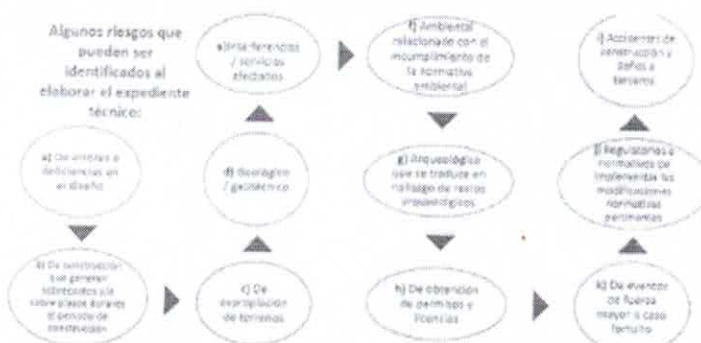 Algunos riesgos que
pueden ser
identificados al
elaborar el expediente
técnico:
a) De errores o
deficiencias en
el diseño
b) De construcción
que generan
sobrecostos y/o
sobre plazos durante
el periodo de
construcción
c) De
expropiación
de terrenos
d) Geológico
/ geotécnico
e) Interferencias
/ servicios
afectados
f) Ambiental
relacionado con el
incumplimiento de
la normativa
ambiental
g) Arqueológico
que se traduce en
hallazgo de restos
arqueológicos
h) De obtención
de permisos y
licencias
k) De eventos
de fuerza
mayor o caso
fortuito
Regulatorios o
normativos de
implementar las
modificaciones
normativas
pertinentes
Accidentes de
construcción y
daños a
terceros